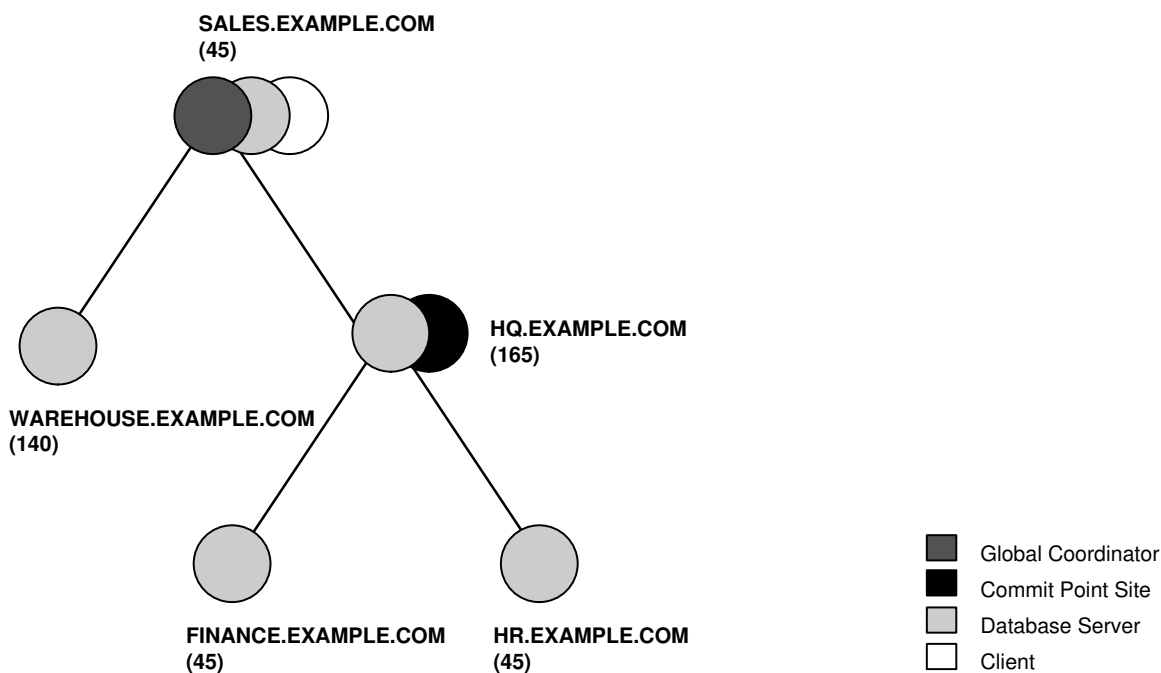 SALES.EXAMPLE.COM
(45)
HQ.EXAMPLE.COM
(165)
WAREHOUSE.EXAMPLE.COM
(140)
FINANCE.EXAMPLE.COM
(45)
HR.EXAMPLE.COM
(45)
Global Coordinator
Commit Point Site
Database Server
Client